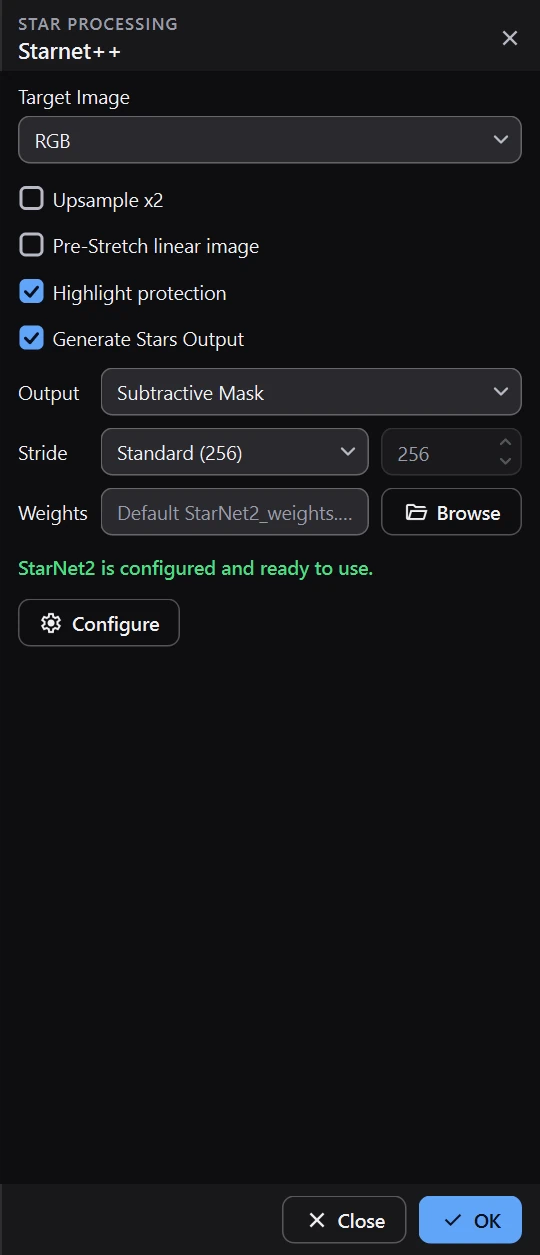 STAR PROCESSING
Starnet++
Target Image
RGB
Upsample x2
Pre-Stretch linear image
Highlight protection
Generate Stars Output
Output Subtractive Mask
Stride Standard (256) 256
Weights Default StarNet2_weights.... Browse
StarNet2 is configured and ready to use.
Configure
Close OK